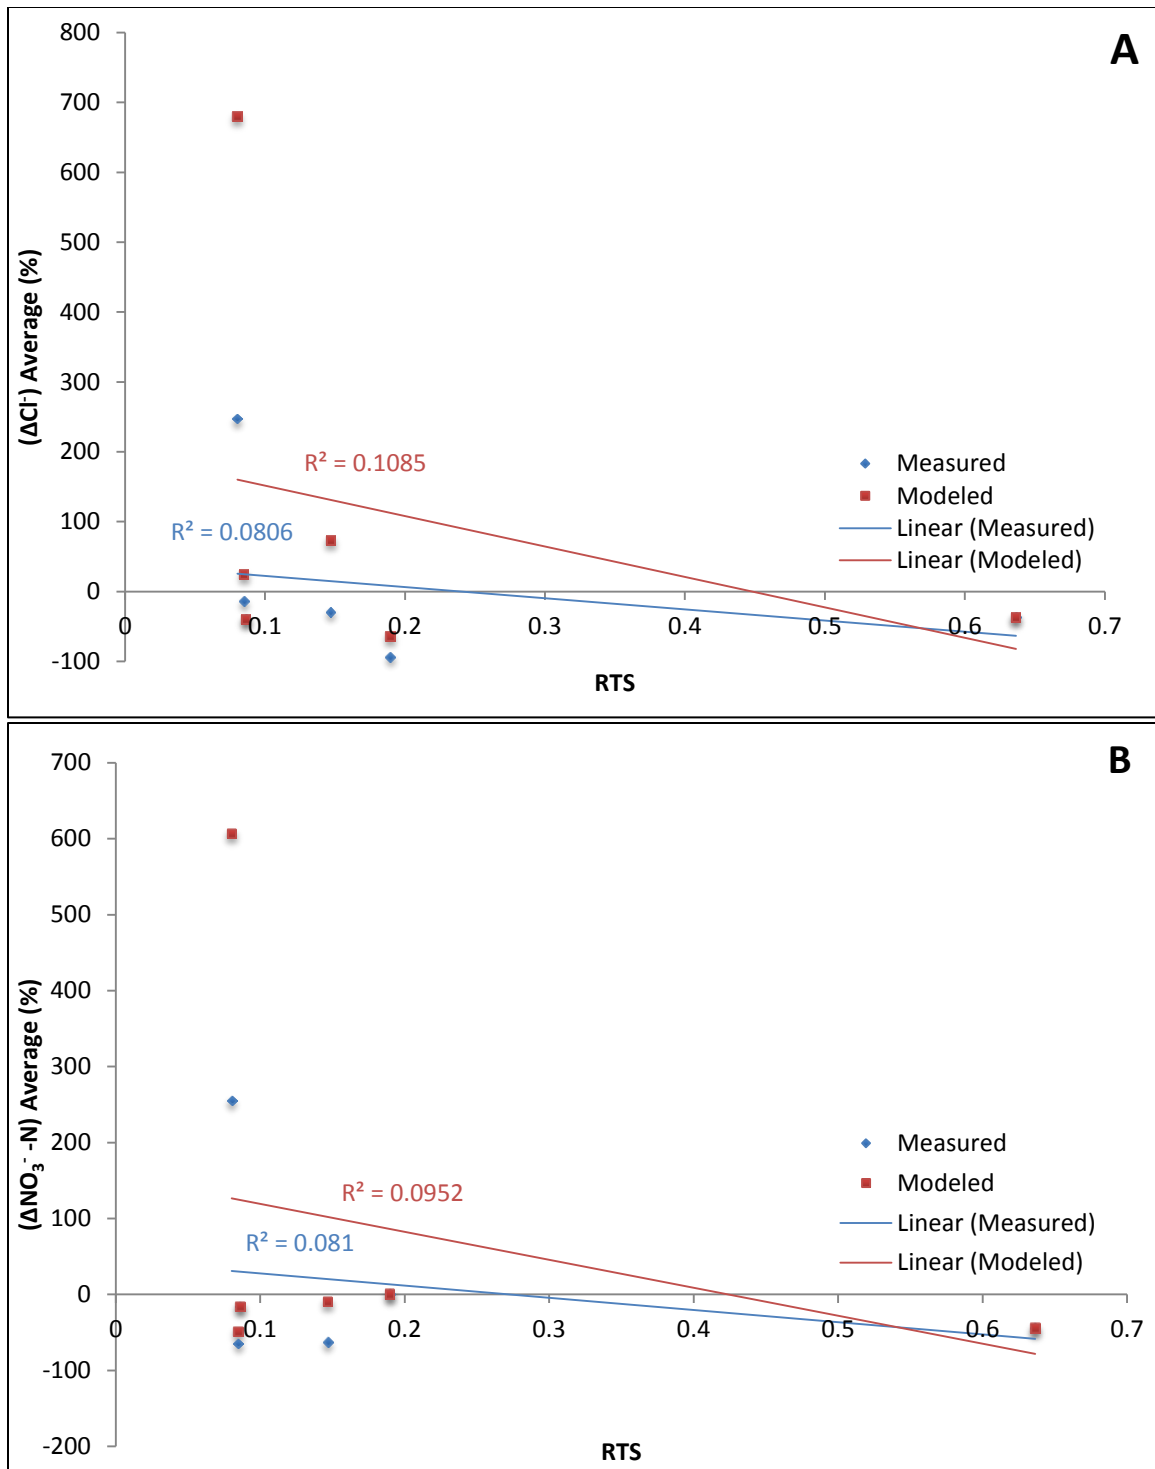 A
800
700
600
500
400
300
200
100
0
-100
(ΔCl⁻) Average (%)
R² = 0.1085
R² = 0.0806
Measured
Modeled
Linear (Measured)
Linear (Modeled)
0 0.1 0.2 0.3 0.4 0.5 0.6 0.7
RTS
B
700
600
500
400
300
200
100
0
-100
-200
(ΔNO₃⁻ -N) Average (%)
R² = 0.0952
R² = 0.081
Measured
Modeled
Linear (Measured)
Linear (Modeled)
0 0.1 0.2 0.3 0.4 0.5 0.6 0.7
RTS